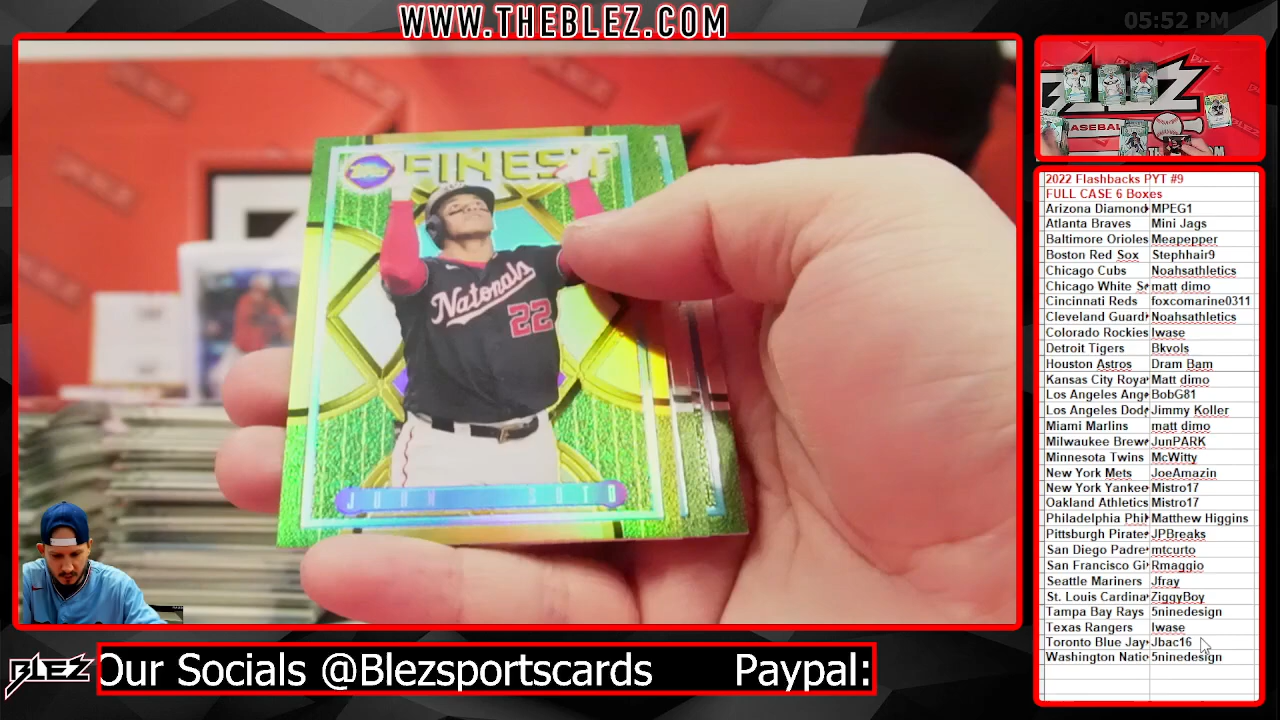 WWW.THEBLEZ.COM
05:52 PM
FINEST
Nationals
22
BLEZ
BASEBAL
2022 Flashbacks PYT #9
FULL CASE 6 Boxes
Arizona Diamond MPEG1
Atlanta Braves Mini Jags
Baltimore Orioles Meapepper
Boston Red Sox Stephhair9
Chicago Cubs Noahsathletics
Chicago White S matt dimo
Cincinnati Reds foxcomarine0311
Cleveland Guard Noahsathletics
Colorado Rockies Iwase
Detroit Tigers Bkvols
Houston Astros Dram Bam
Kansas City Roya Matt dimo
Los Angeles Ang BobG81
Los Angeles Dod Jimmy Koller
Miami Marlins matt dimo
Milwaukee Brew JunPARK
Minnesota Twins McWitty
New York Mets JoeAmazin
New York Yankee Mistro17
Oakland Athletics Mistro17
Philadelphia Phil Matthew Higgins
Pittsburgh Pirate JPBreaks
San Diego Padre mtcurto
San Francisco Gi Rmaggio
Seattle Mariners Jfray
St. Louis Cardina ZiggyBoy
Tampa Bay Rays 5ninedesign
Texas Rangers Iwase
Toronto Blue Jay Jbac16
Washington Natio 5ninedesign
BLEZ
Our Socials @Blezsportscards Paypal: